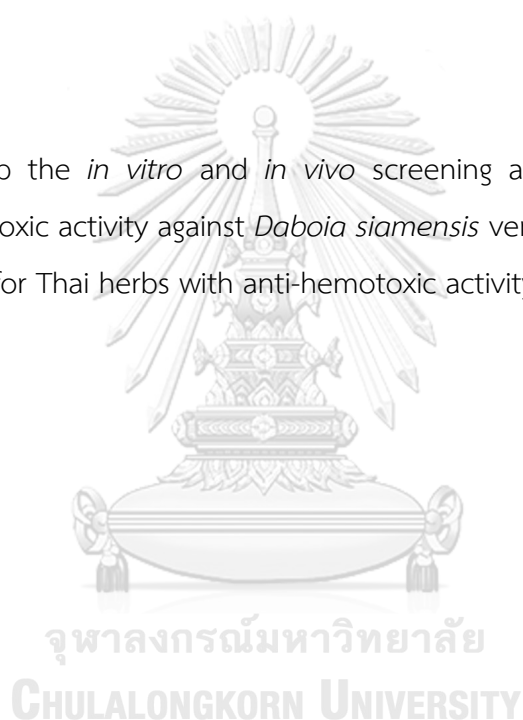 the in vitro and in vivo screening a
oxic activity against Daboia siamensis ve
for Thai herbs with anti-hemotoxic activity
จุฬาลงกรณ์มหาวิทยาลัย
CHULALONGKORN UNIVERSITY